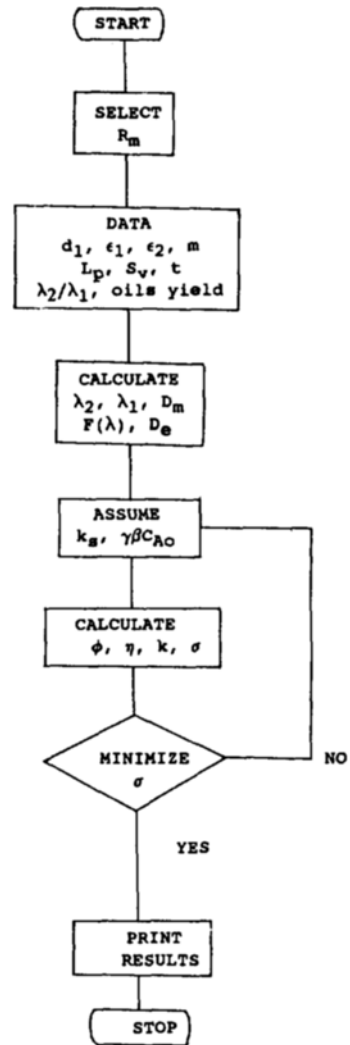 START
SELECT
Rm
DATA
d1, ϵ1, ϵ2, m
Lp, Sv, t
λ2/λ1, oils yield
CALCULATE
λ2, λ1, Dm
F(λ), De
ASSUME
ks, γβCAo
CALCULATE
ϕ, η, k, σ
MINIMIZE
σ
NO
YES
PRINT
RESULTS
STOP